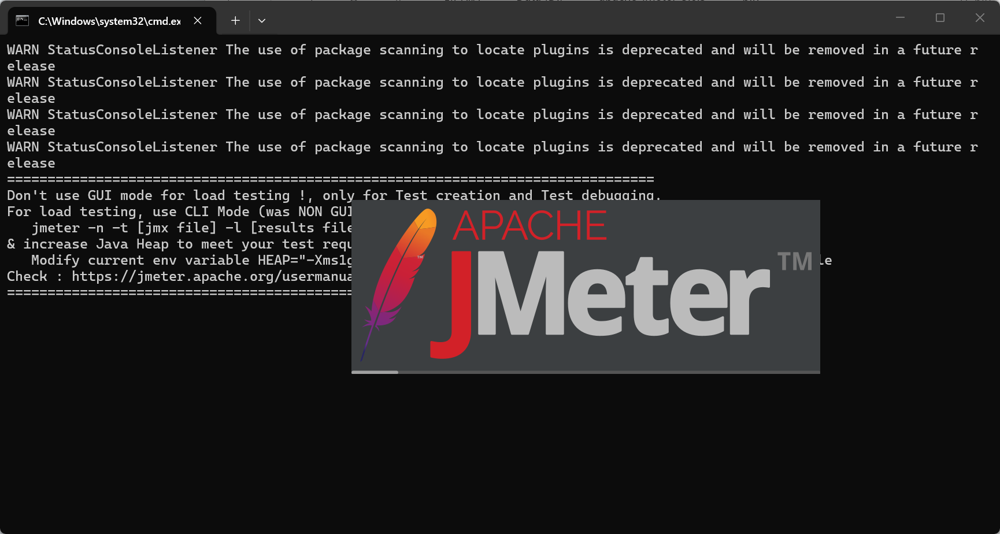 C:\Windows\system32\cmd.ex
WARN StatusConsoleListener The use of package scanning to locate plugins is deprecated and will be removed in a future r
elease
WARN StatusConsoleListener The use of package scanning to locate plugins is deprecated and will be removed in a future r
elease
WARN StatusConsoleListener The use of package scanning to locate plugins is deprecated and will be removed in a future r
elease
WARN StatusConsoleListener The use of package scanning to locate plugins is deprecated and will be removed in a future r
elease
================================================================================
Don't use GUI mode for load testing !, only for Test creation and Test debugging.
For load testing, use CLI Mode (was NON GUI
   jmeter -n -t [jmx file] -l [results file
& increase Java Heap to meet your test requ
   Modify current env variable HEAP="-Xms1g le
Check : https://jmeter.apache.org/usermanua
===========================================
APACHE
JMeter TM
TM